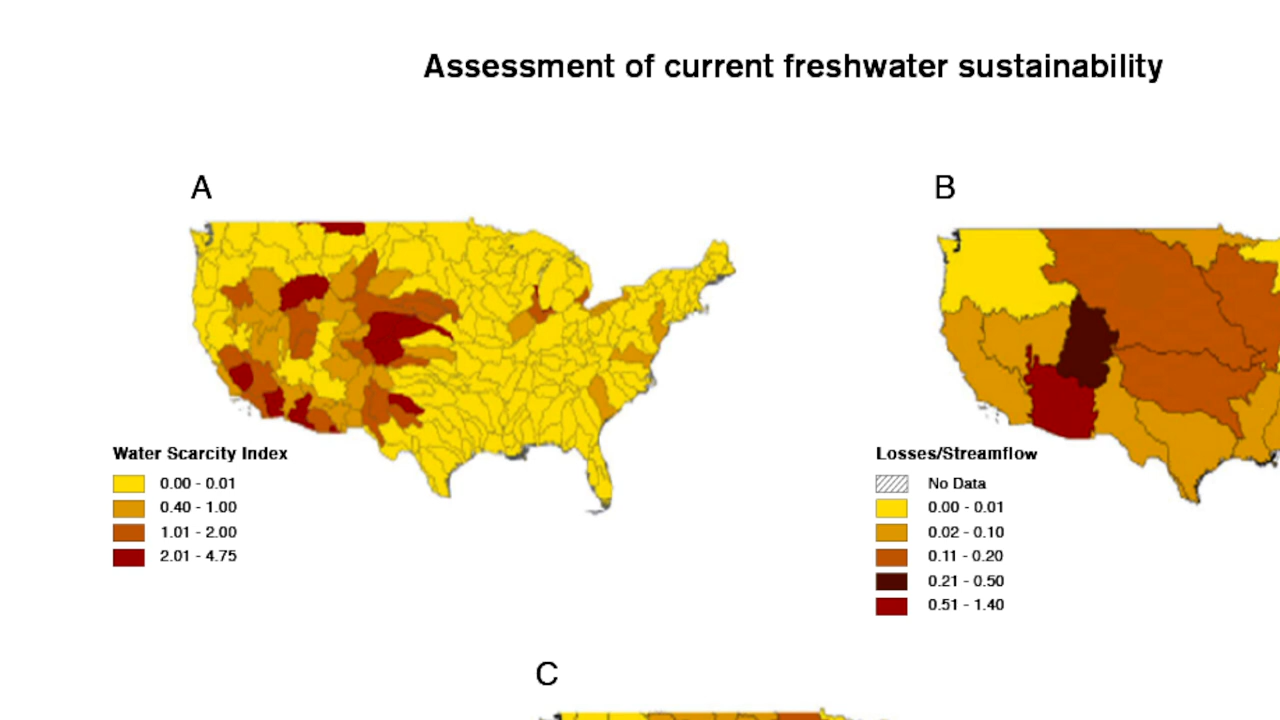 Assessment of current freshwater sustainability
A
B
Water Scarcity Index
0.00 - 0.01
0.40 - 1.00
1.01 - 2.00
2.01 - 4.75
Losses/Streamflow
No Data
0.00 - 0.01
0.02 - 0.10
0.11 - 0.20
0.21 - 0.50
0.51 - 1.40
C